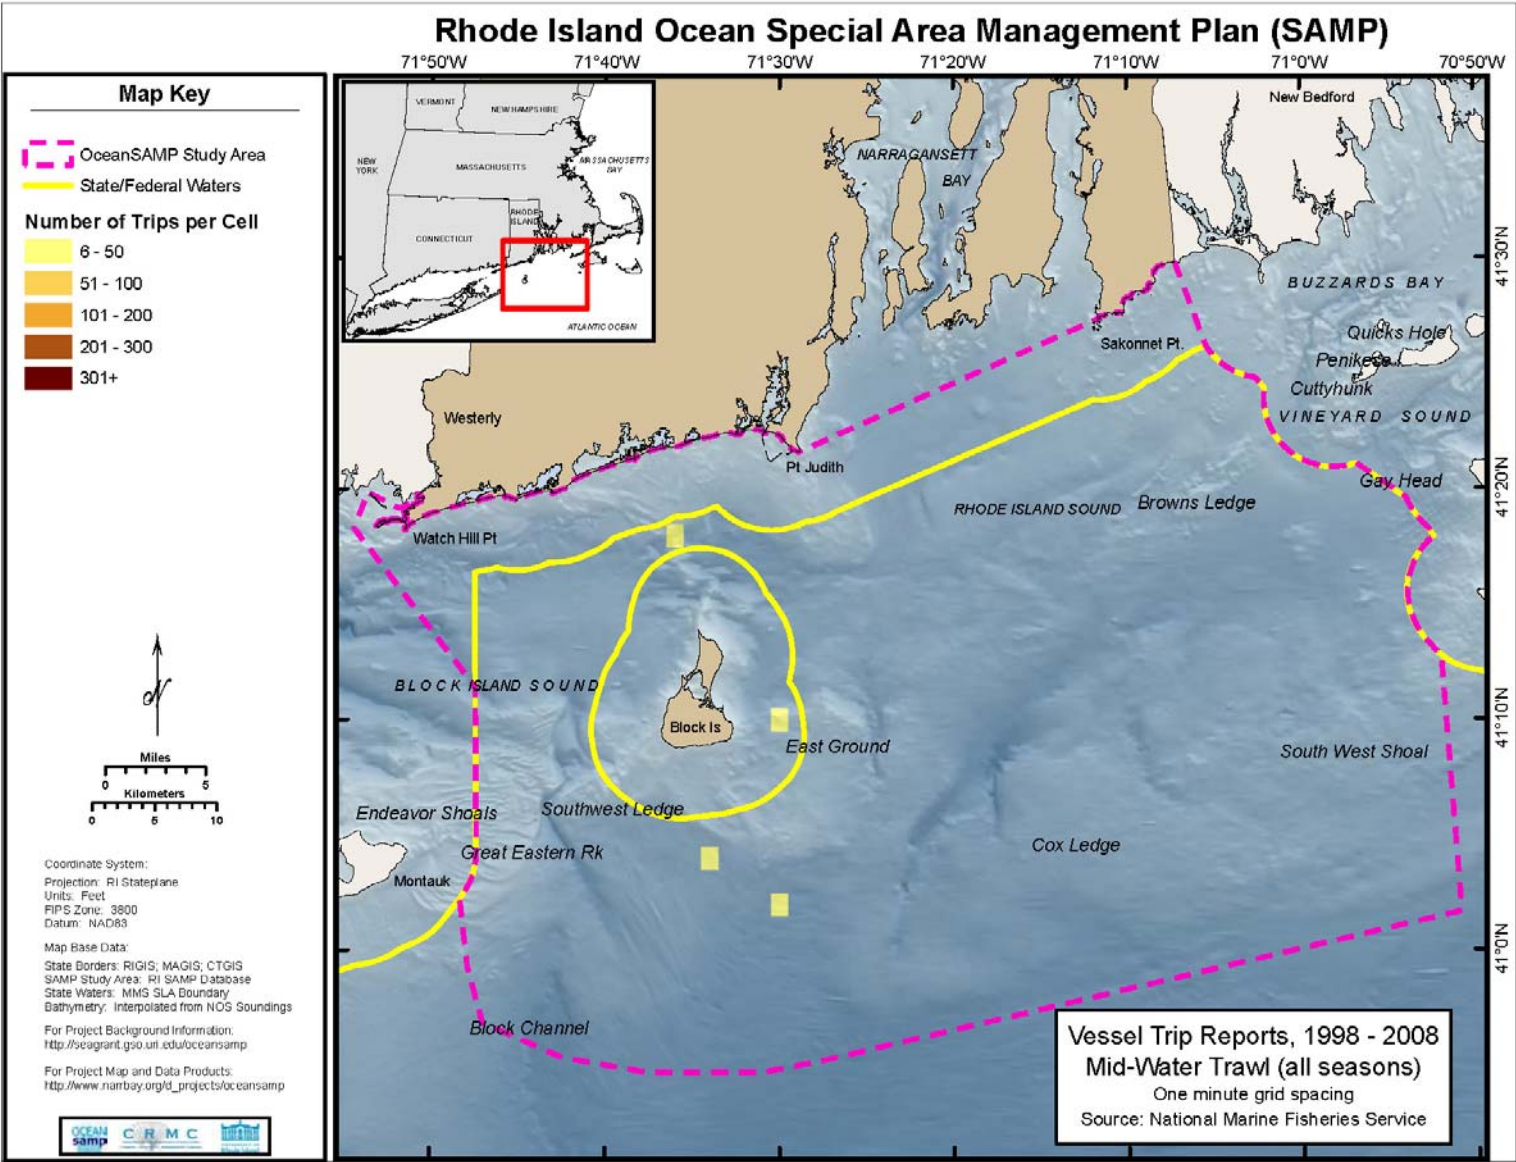 Rhode Island Ocean Special Area Management Plan (SAMP)
71°50'W 71°40'W 71°30'W 71°20'W 71°10'W 71°0'W 70°50'W
Map Key
OceanSAMP Study Area
State/Federal Waters
Number of Trips per Cell
6 - 50
51 - 100
101 - 200
201 - 300
301+
N
Miles
0 5
Kilometers
0 5 10
Coordinate System:
Projection: RI Stateplane
Units: Feet
FIPS Zone: 3800
Datum: NAD83
Map Base Data:
State Borders: RIGIS; MAGIS; CTGIS
SAMP Study Area: RI SAMP Database
State Waters: MMS SLA Boundary
Bathymetry: Interpolated from NOS Soundings
For Project Background Information:
http://seagrant.gso.uri.edu/oceansamp
For Project Map and Data Products:
http://www.narrbay.org/d_projects/oceansamp
OCEAN
samp
C R M C
VERMONT
NEW HAMPSHIRE
NEW
YORK
MASSACHUSETTS
MASSACHUSETTS
BAY
RHODE
ISLAND
CONNECTICUT
ATLANTIC OCEAN
New Bedford
NARRAGANSETT
BAY
41°30'N
BUZZARDS BAY
Quicks Hole
Sakonnet Pt.
Penikese
Cuttyhunk
VINEYARD SOUND
Westerly
Pt Judith
Gay Head
41°20'N
Browns Ledge
RHODE ISLAND SOUND
Watch Hill Pt
BLOCK ISLAND SOUND
Block Is
41°10'N
East Ground
South West Shoal
Endeavor Shoals
Southwest Ledge
Cox Ledge
Great Eastern Rk
Montauk
41°0'N
Block Channel
Vessel Trip Reports, 1998 - 2008
Mid-Water Trawl (all seasons)
One minute grid spacing
Source: National Marine Fisheries Service